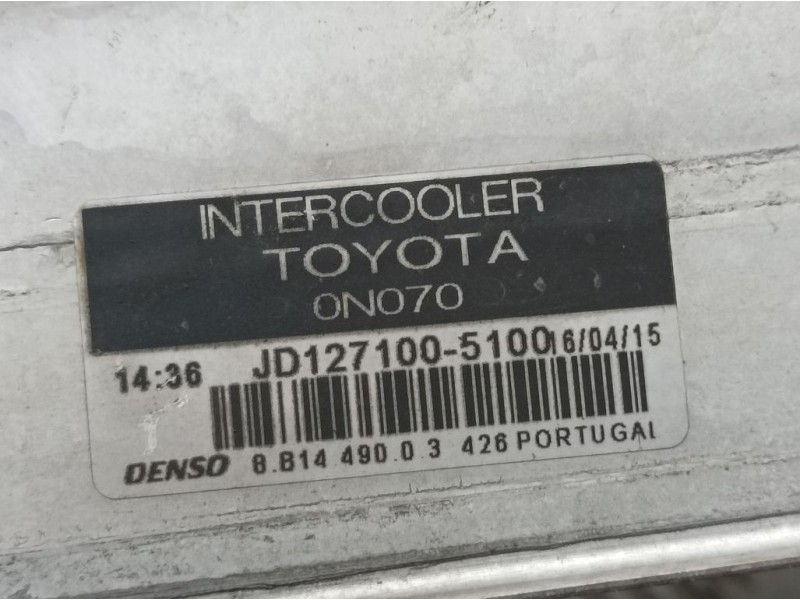 INTERCOOLER
TOYOTA
0N070
14:36 JD127100-5100 16/04/15
DENSO 8.B14.490.0.3 426 PORTUGAL